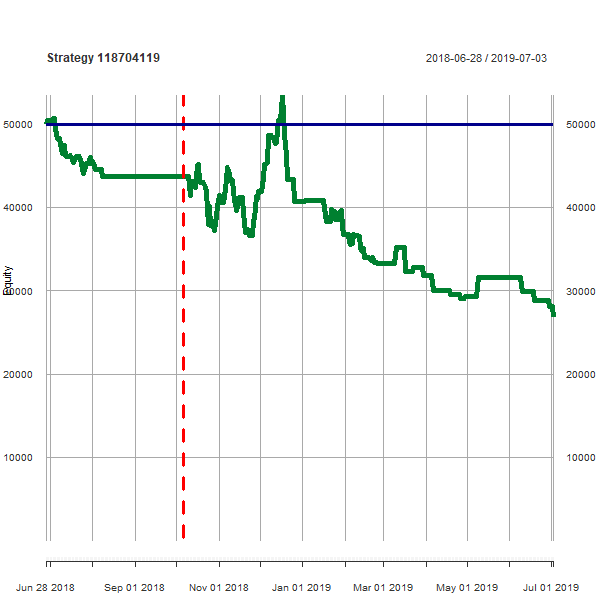 Strategy 118704119
2018-06-28 / 2019-07-03
50000 50000
40000 40000
Equity
30000 30000
20000 20000
10000 10000
Jun 28 2018 Sep 01 2018 Nov 01 2018 Jan 01 2019 Mar 01 2019 May 01 2019 Jul 01 2019